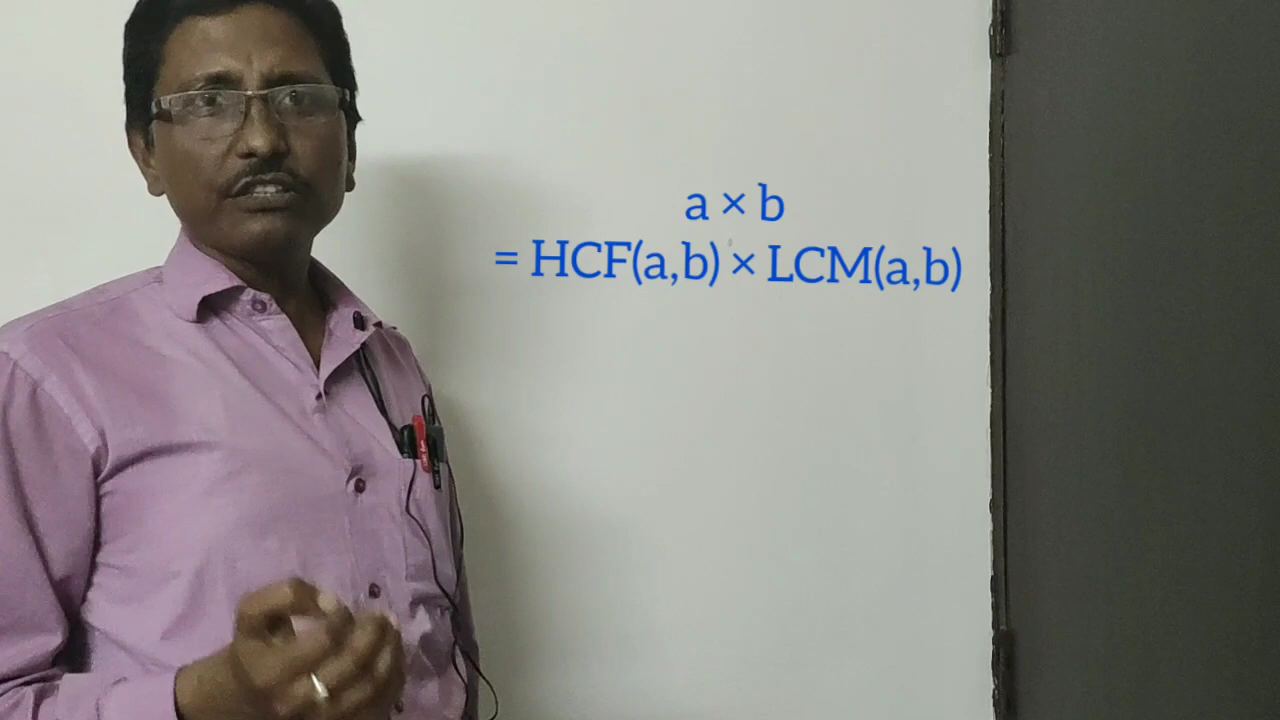 a × b
= HCF(a,b) × LCM(a,b)